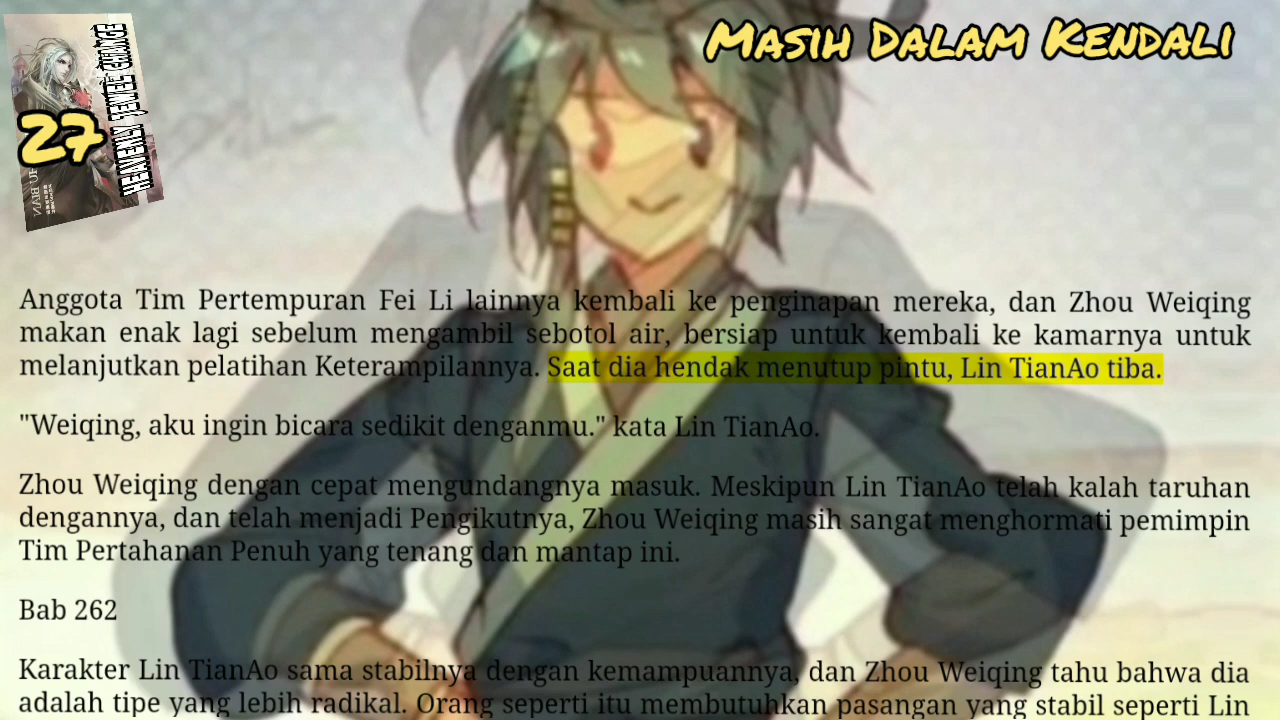 Masih Dalam Kendali
27
HEAVENLY JEWEL CHANGE
Anggota Tim Pertempuran Fei Li lainnya kembali ke penginapan mereka, dan Zhou Weiqing
makan enak lagi sebelum mengambil sebotol air, bersiap untuk kembali ke kamarnya untuk
melanjutkan pelatihan Keterampilannya. Saat dia hendak menutup pintu, Lin TianAo tiba.
"Weiqing, aku ingin bicara sedikit denganmu." kata Lin TianAo.
Zhou Weiqing dengan cepat mengundangnya masuk. Meskipun Lin TianAo telah kalah taruhan
dengannya, dan telah menjadi Pengikutnya, Zhou Weiqing masih sangat menghormati pemimpin
Tim Pertahanan Penuh yang tenang dan mantap ini.
Bab 262
Karakter Lin TianAo sama stabilnya dengan kemampuannya, dan Zhou Weiqing tahu bahwa dia
adalah tipe yang lebih radikal. Orang seperti itu membutuhkan pasangan yang stabil seperti Lin